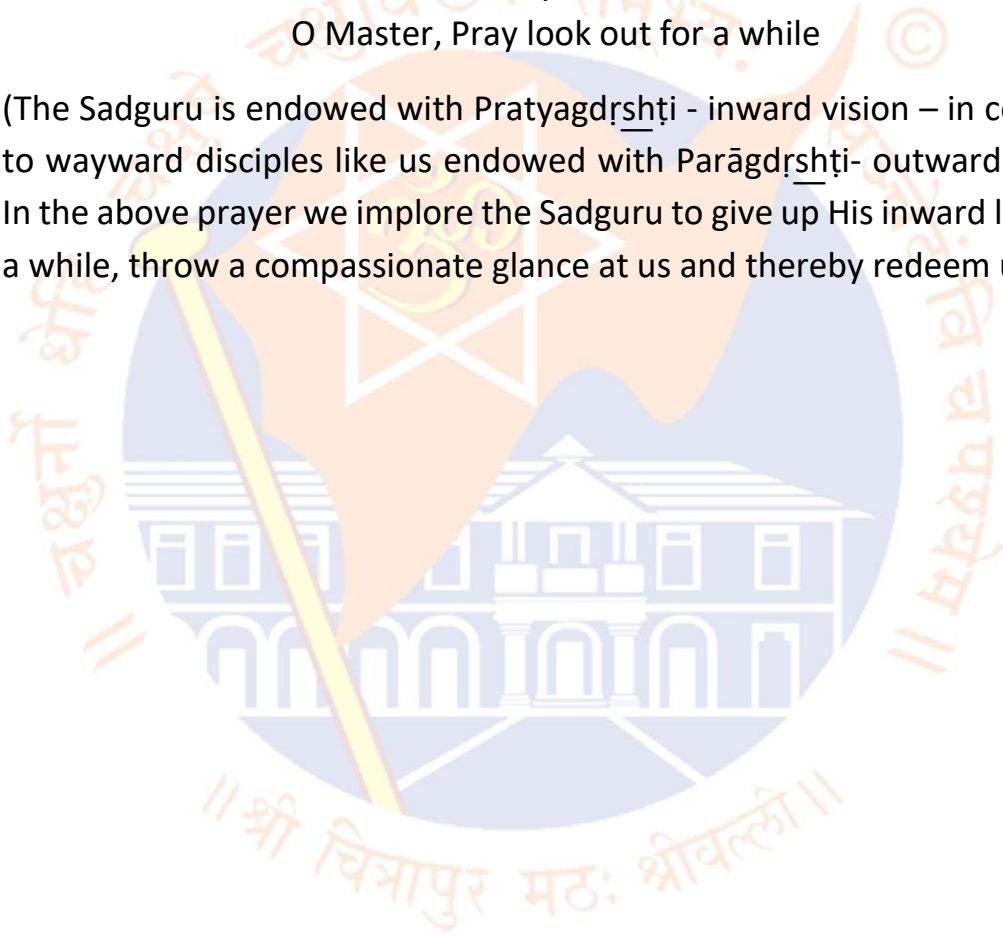 O Master, Pray look out for a while
©
(The Sadguru is endowed with Pratyagdṛshṭi - inward vision – in
to wayward disciples like us endowed with Parāgdṛshṭi- outward
In the above prayer we implore the Sadguru to give up His inward
a while, throw a compassionate glance at us and thereby redeem
॥ श्री चित्रापुर मठः श्रीवल्ली ॥